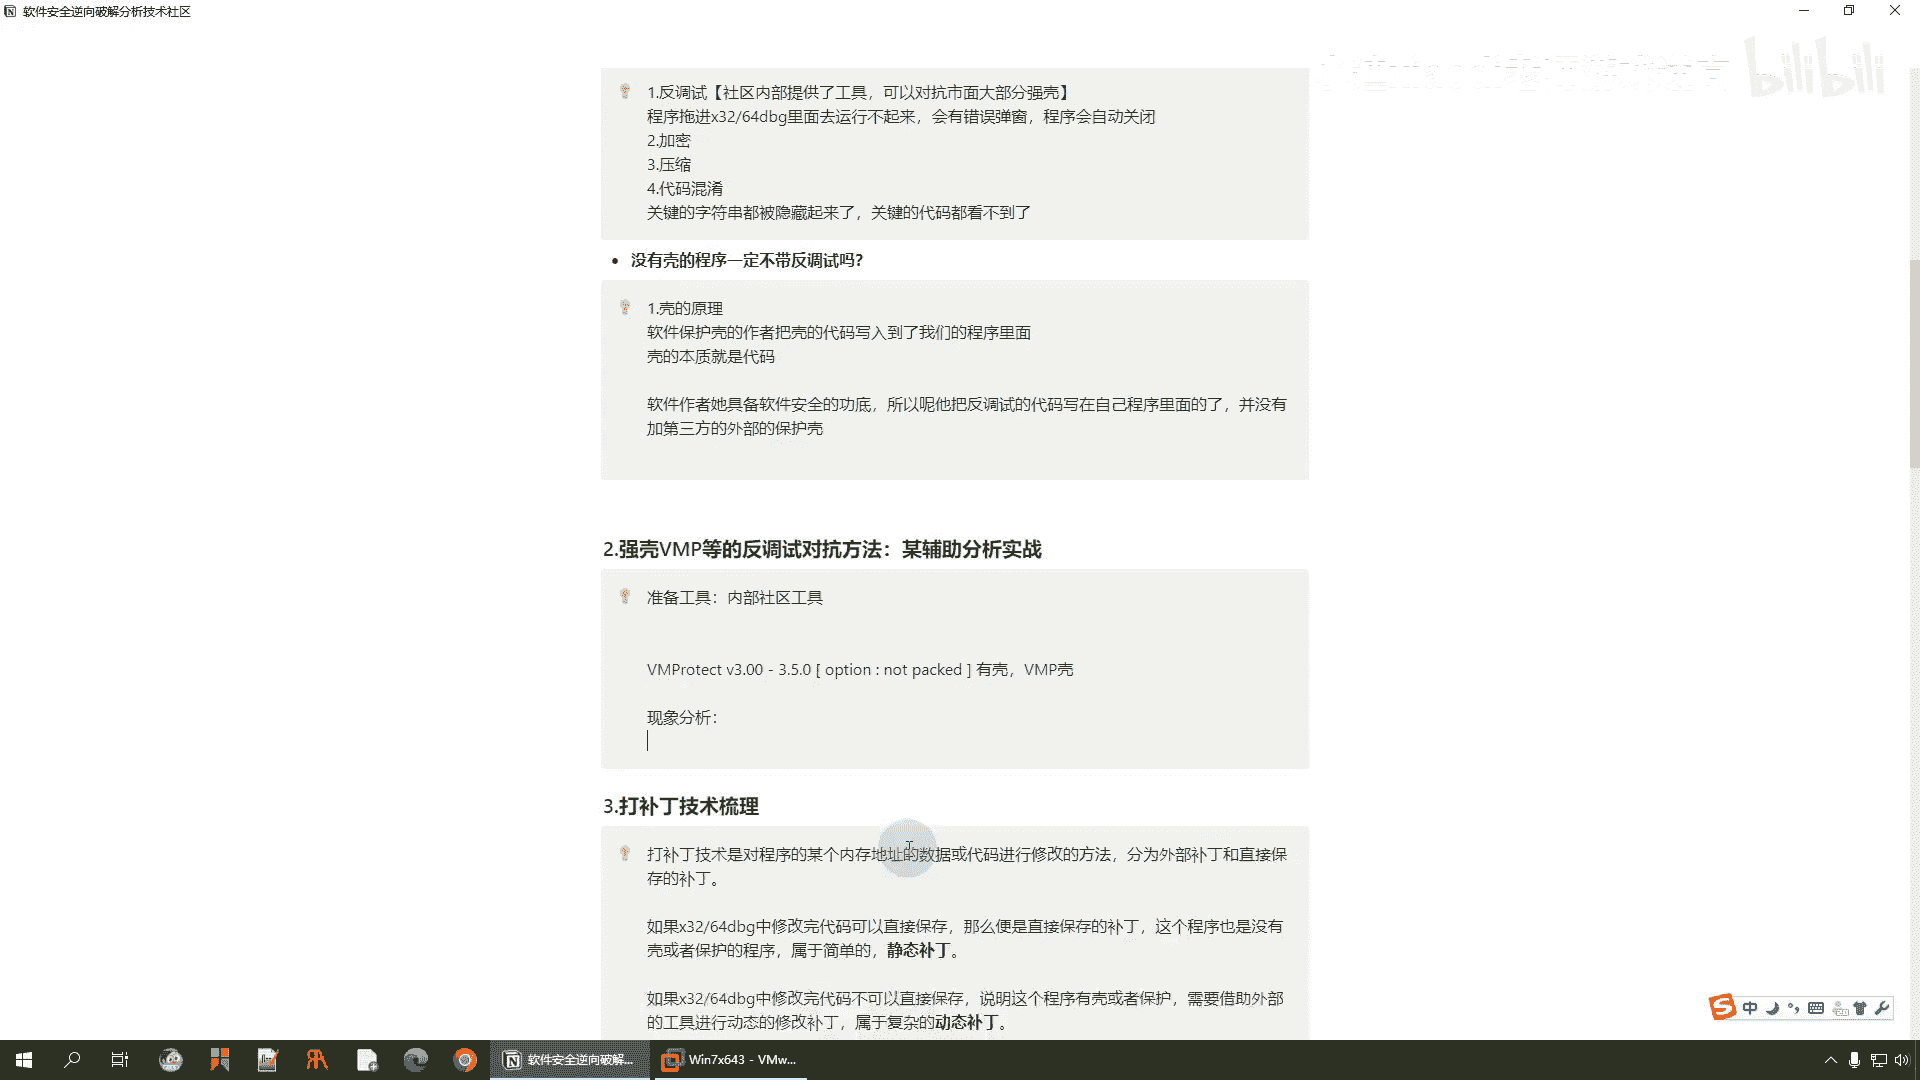 软件安全逆向破解分析技术社区
bilibili
1.反调试【社区内部提供了工具，可以对抗市面大部分强壳】
程序拖进x32/64dbg里面去运行不起来，会有错误弹窗，程序会自动关闭
2.加密
3.压缩
4.代码混淆
关键的字符串都被隐藏起来了，关键的代码都看不到了
• 没有壳的程序一定不带反调试吗?
1.壳的原理
软件保护壳的作者把壳的代码写入到了我们的程序里面
壳的本质就是代码
软件作者她具备软件安全的功底，所以呢他把反调试的代码写在自己程序里面的了，并没有
加第三方的外部的保护壳
2.强壳VMP等的反调试对抗方法：某辅助分析实战
准备工具：内部社区工具
VMProtect v3.00 - 3.5.0 [ option : not packed ] 有壳，VMP壳
现象分析：
3.打补丁技术梳理
打补丁技术是对程序的某个内存地址的数据或代码进行修改的方法，分为外部补丁和直接保
存的补丁。
如果x32/64dbg中修改完代码可以直接保存，那么便是直接保存的补丁，这个程序也是没有
壳或者保护的程序，属于简单的，静态补丁。
如果x32/64dbg中修改完代码不可以直接保存，说明这个程序有壳或者保护，需要借助外部
的工具进行动态的修改补丁，属于复杂的动态补丁。
中
软件安全逆向破解...
Win7x643 - VMw...